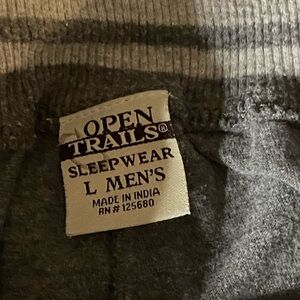 OPEN
TRAILS®
SLEEPWEAR
L MEN'S
MADE IN INDIA
RN # 125680